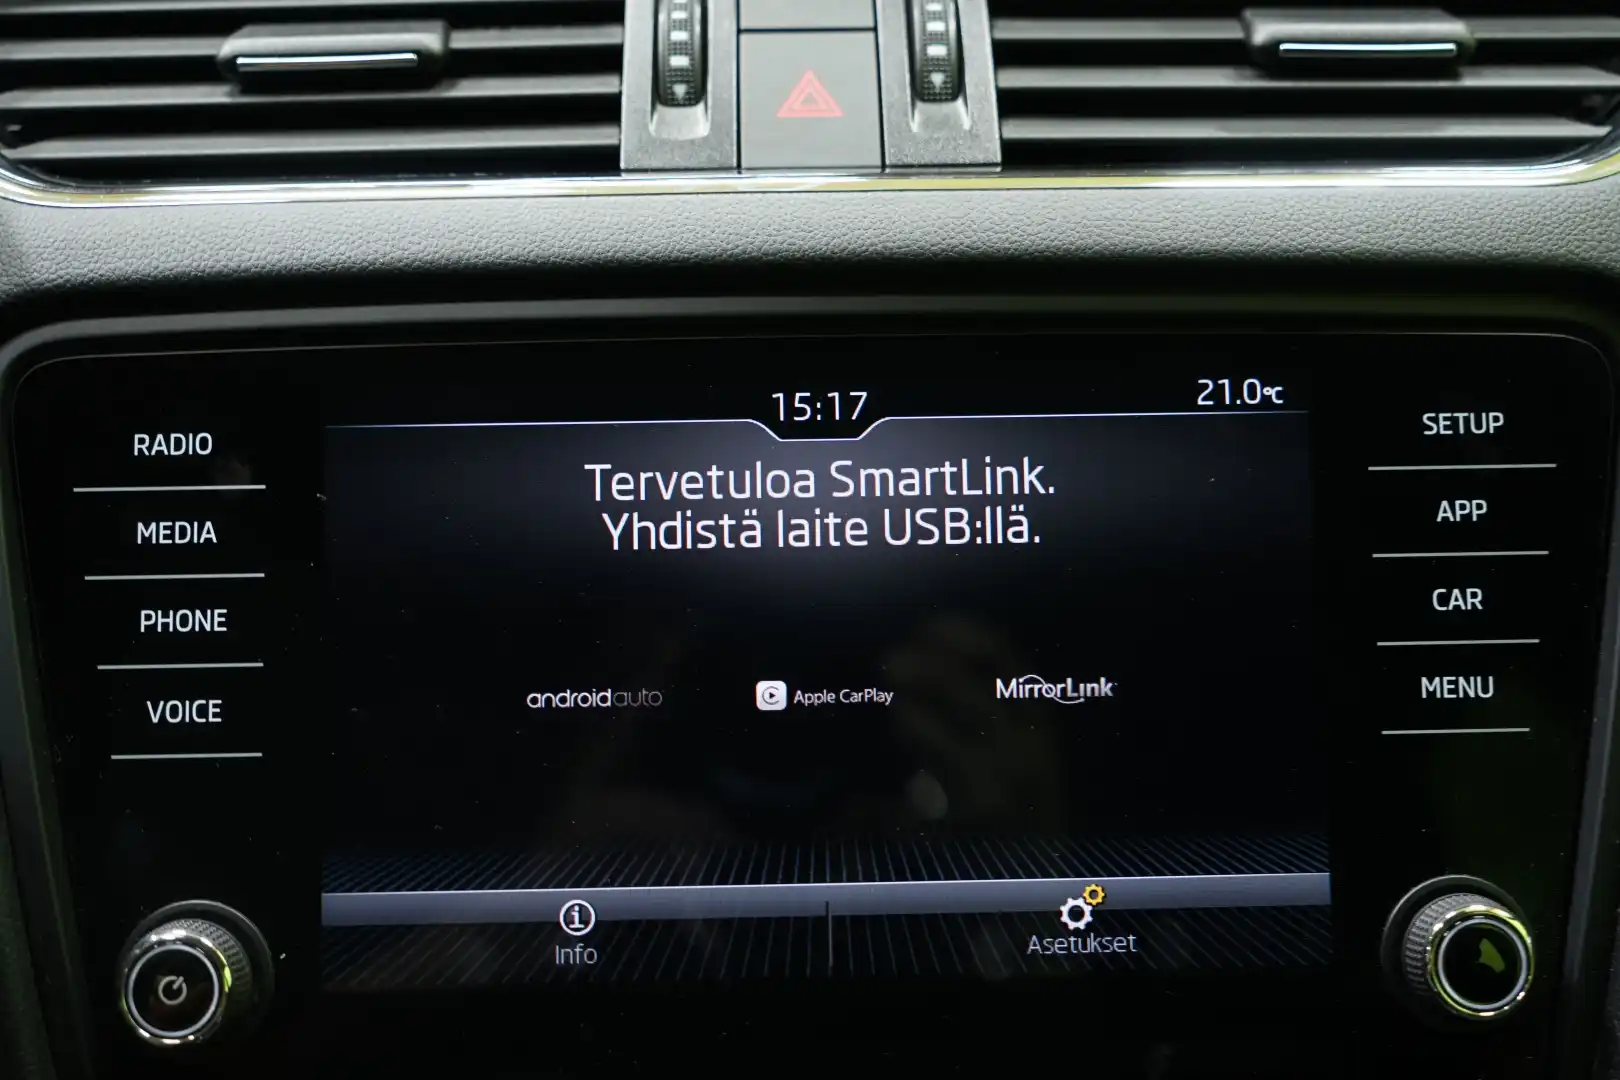 15:17
21.0°C
RADIO
MEDIA
PHONE
VOICE
Tervetuloa SmartLink.
Yhdistä laite USB:llä.
androidauto
Apple CarPlay
MirrorLink
Info
Asetukset
SETUP
APP
CAR
MENU